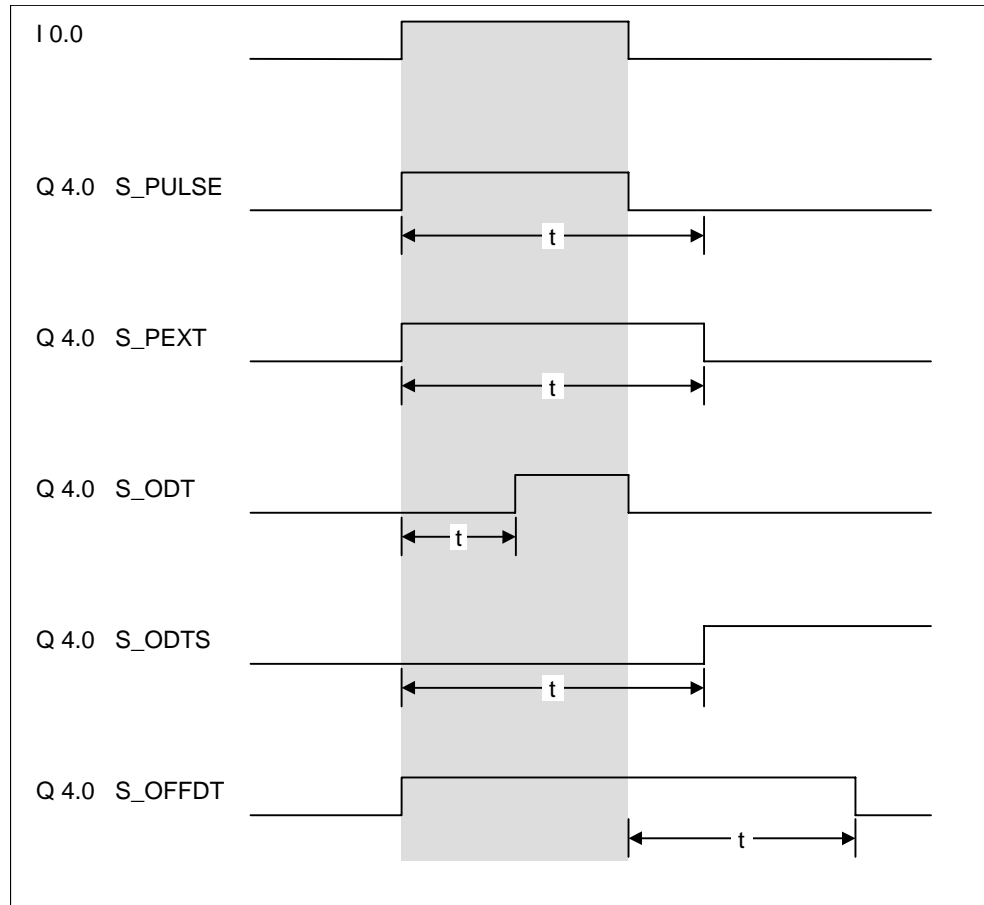 I 0.0
Q 4.0 S_PULSE
t
Q 4.0 S_PEXT
t
Q 4.0 S_ODT
t
Q 4.0 S_ODTS
t
Q 4.0 S_OFFDT
t